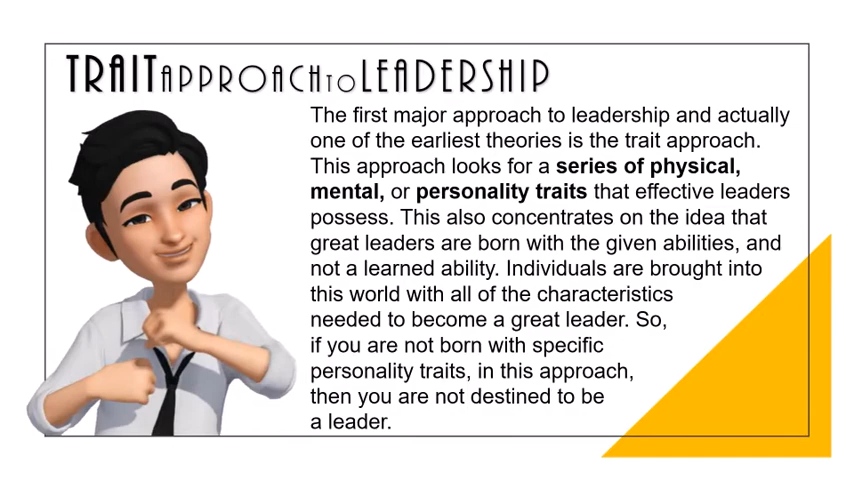 TRAIT APPROACH TO LEADERSHIP
The first major approach to leadership and actually
one of the earliest theories is the trait approach.
This approach looks for a series of physical,
mental, or personality traits that effective leaders
possess. This also concentrates on the idea that
great leaders are born with the given abilities, and
not a learned ability. Individuals are brought into
this world with all of the characteristics
needed to become a great leader. So,
if you are not born with specific
personality traits, in this approach,
then you are not destined to be
a leader.